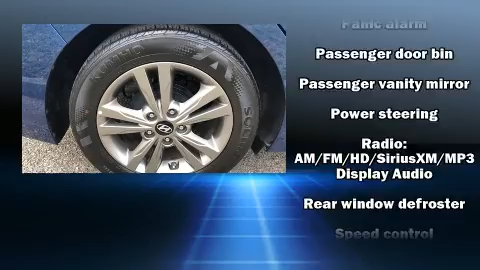 Panic alarm
Passenger door bin
Passenger vanity mirror
Power steering
Radio:
AM/FM/HD/SiriusXM/MP3
Display Audio
Rear window defroster
Speed control